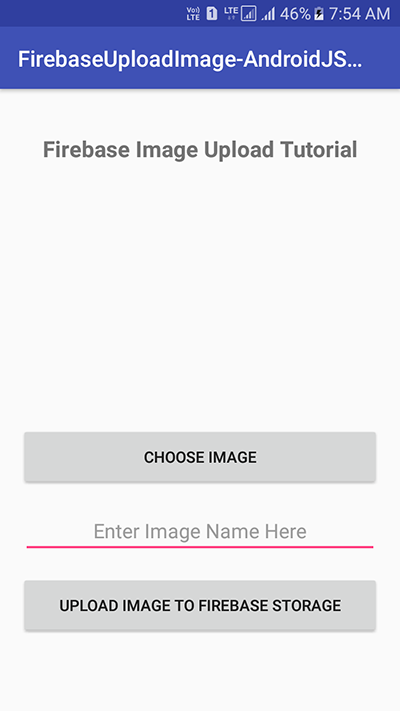 Vo)) LTE 1 LTE 46% 7:54 AM
FirebaseUploadImage-AndroidJS...
Firebase Image Upload Tutorial
CHOOSE IMAGE
Enter Image Name Here
UPLOAD IMAGE TO FIREBASE STORAGE